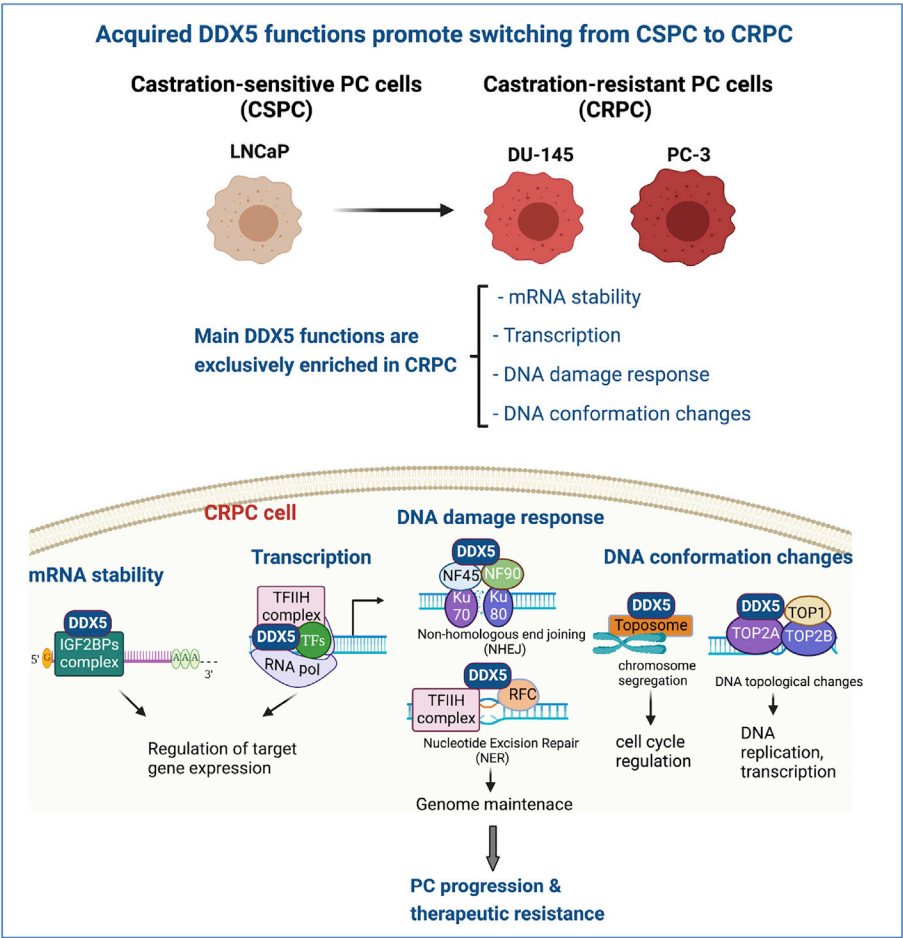 Acquired DDX5 functions promote switching from CSPC to CRPC
Castration-sensitive PC cells
(CSPC)
Castration-resistant PC cells
(CRPC)
LNCaP
DU-145
PC-3
Main DDX5 functions are
exclusively enriched in CRPC
- mRNA stability
- Transcription
- DNA damage response
- DNA conformation changes
CRPC cell
mRNA stability
DDX5
IGF2BPs
complex
5'
G
AAA
3'
Transcription
TFIIH
complex
DDX5
TFs
RNA pol
Regulation of target
gene expression
DNA damage response
DDX5
NF45
NF90
Ku
70
Ku
80
Non-homologous end joining
(NHEJ)
DDX5
RFC
TFIIH
complex
Nucleotide Excision Repair
(NER)
Genome maintenace
DNA conformation changes
DDX5
Toposome
chromosome
segregation
cell cycle
regulation
DDX5
TOP1
TOP2A
TOP2B
DNA topological changes
DNA
replication,
transcription
PC progression &
therapeutic resistance